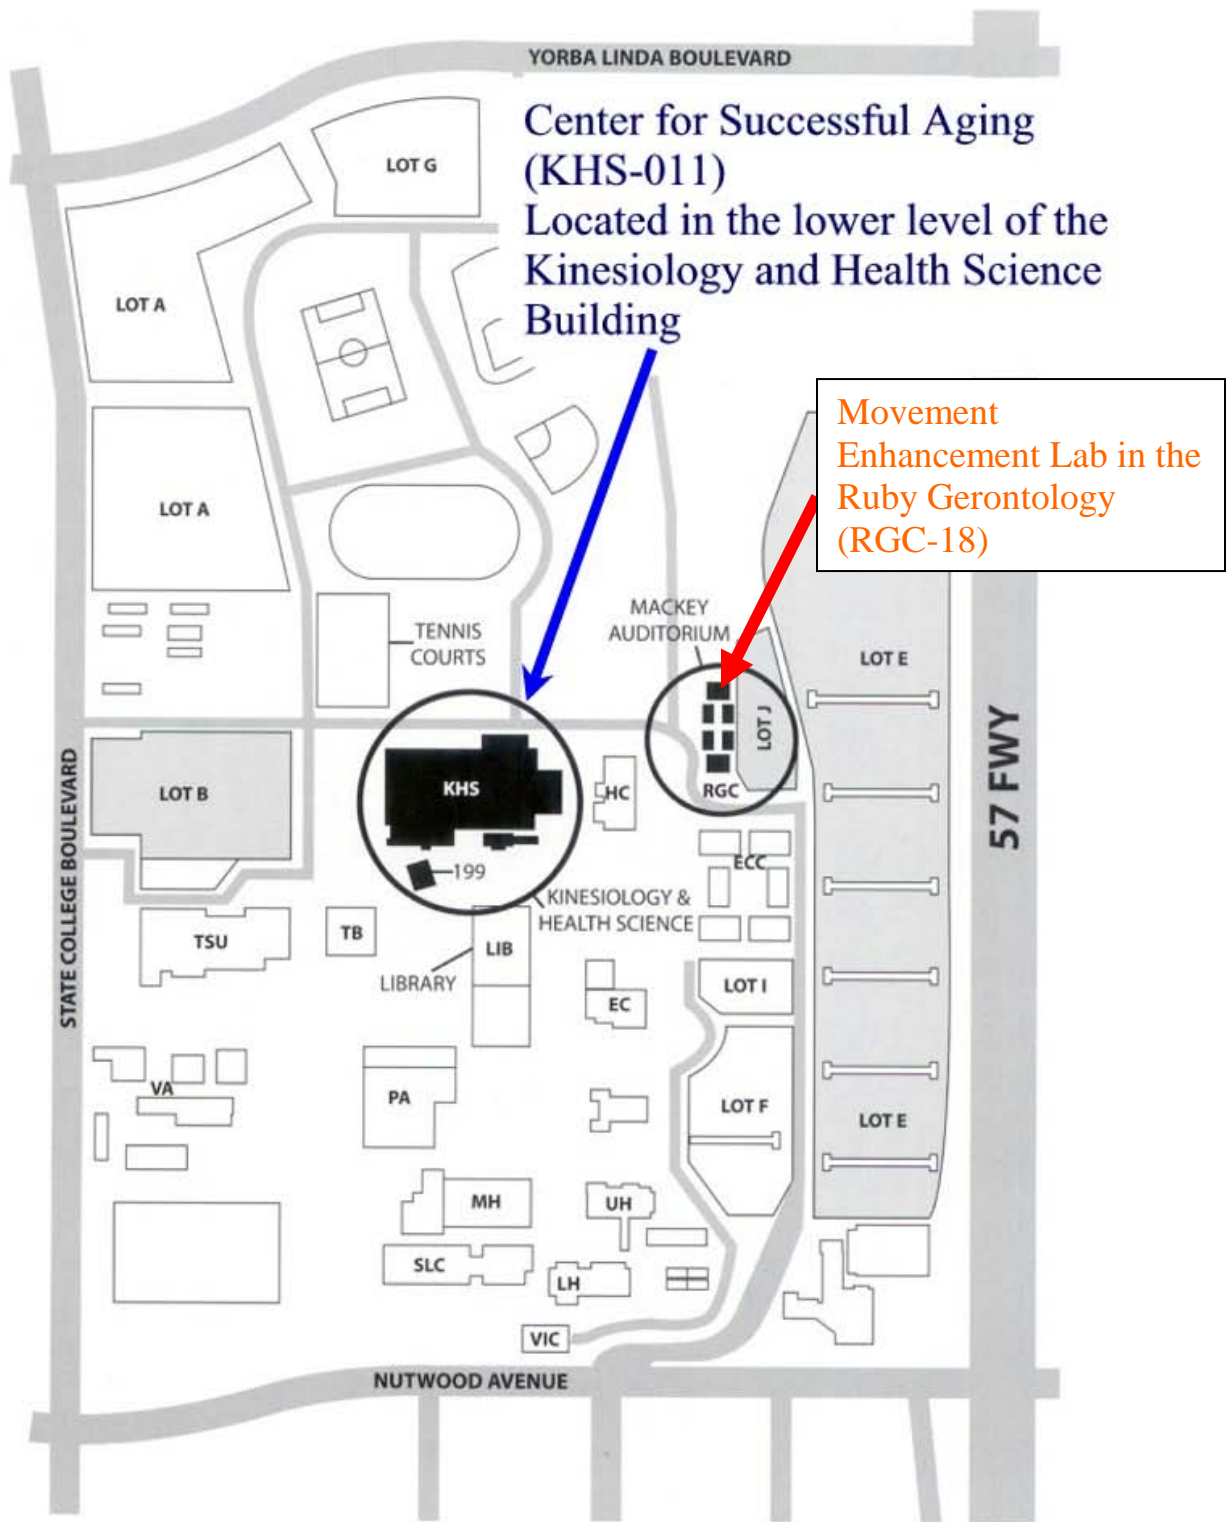 YORBA LINDA BOULEVARD
Center for Successful Aging
(KHS-011)
Located in the lower level of the
Kinesiology and Health Science
Building
LOT G
LOT A
Movement
Enhancement Lab in the
Ruby Gerontology
(RGC-18)
LOT A
TENNIS
COURTS
MACKEY
AUDITORIUM
LOT E
LOT J
57 FWY
STATE COLLEGE BOULEVARD
LOT B
KHS
HC
RGC
199
ECC
KINESIOLOGY &
HEALTH SCIENCE
TSU
TB
LIB
LIBRARY
LOT I
EC
VA
PA
LOT F
LOT E
MH
UH
SLC
LH
VIC
NUTWOOD AVENUE